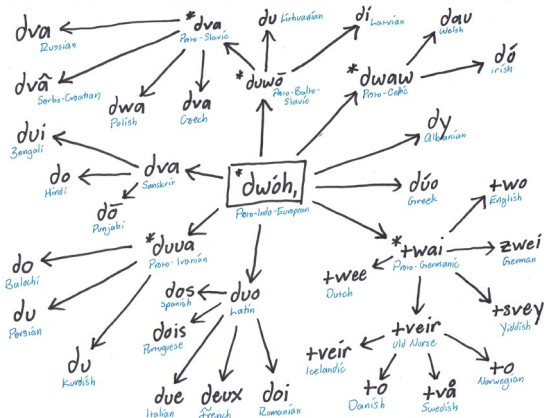 dva
Russian
*dva
Proto-Slavic
du Lithuanian
di
Latvian
dau
Welsh
dvâ
Serbo-Croatian
dwa
Polish
dva
Czech
*duwō
Proto-Balto-
Slavic
*dwaw
Proto-Celtic
dó
Irish
dui
Bengali
do
Hindi
dō
Punjabi
dva
Sanskrit
*dwóh₁
Proto-Indo-European
dy
Albanian
dúo
Greek
two
English
*duua
Proto-Iranian
do
Balochi
du
Persian
du
Kurdish
dos
Spanish
duo
Latin
dois
Portugese
due
Italian
deux
French
doi
Rumanian
*twai
Proto-Germanic
zwei
German
twee
Dutch
tsvey
Yiddish
tveir
Old Norse
tveir
Icelandic
to
Danish
två
Swedish
to
Norwegian